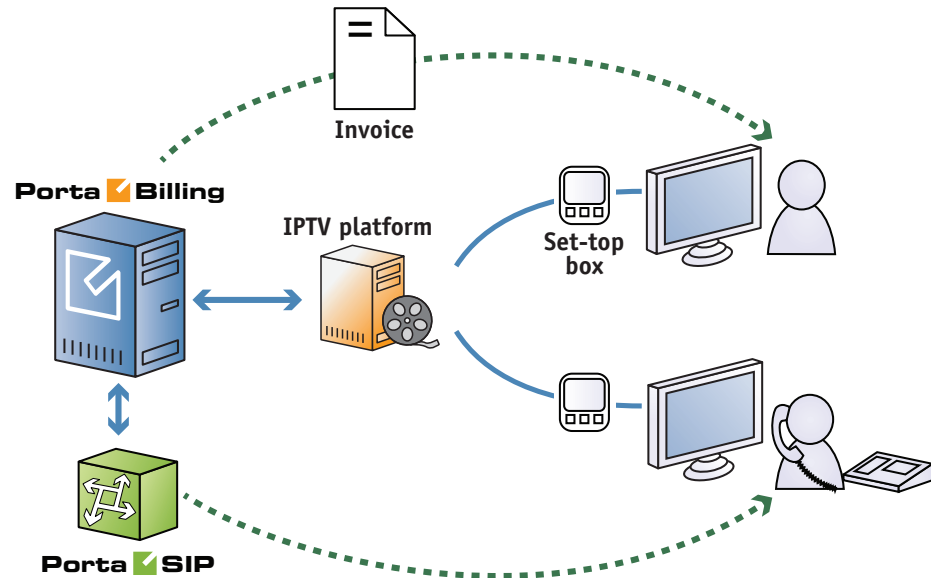 Invoice
Porta Billing
IPTV platform
Set-top
box
Porta SIP